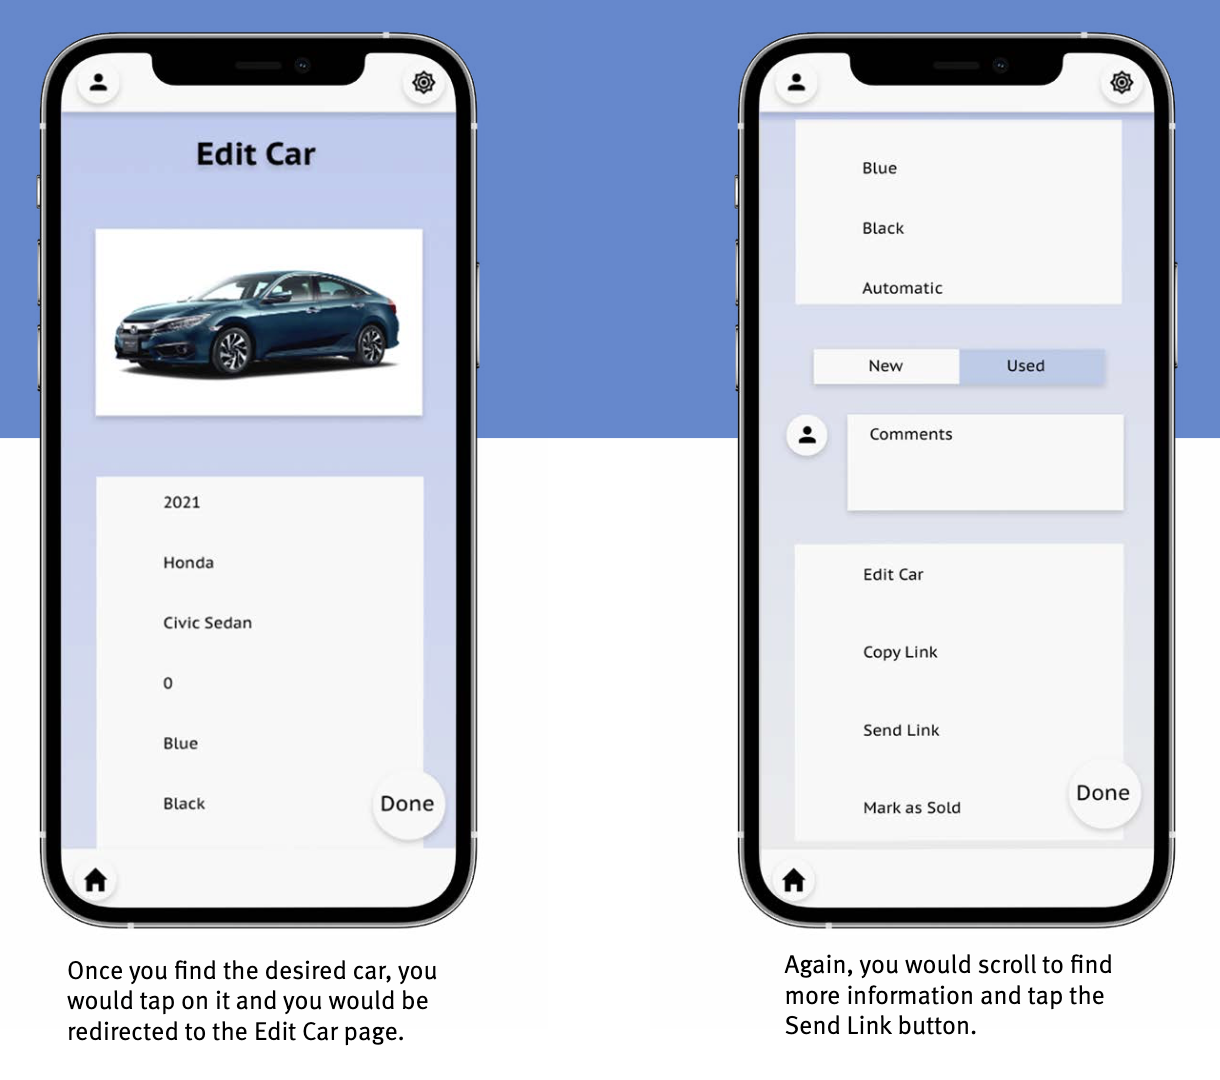 Edit Car
2021
Honda
Civic Sedan
0
Blue
Black
Done
Once you find the desired car, you
would tap on it and you would be
redirected to the Edit Car page.
Blue
Black
Automatic
New
Used
Comments
Edit Car
Copy Link
Send Link
Mark as Sold
Done
Again, you would scroll to find
more information and tap the
Send Link button.